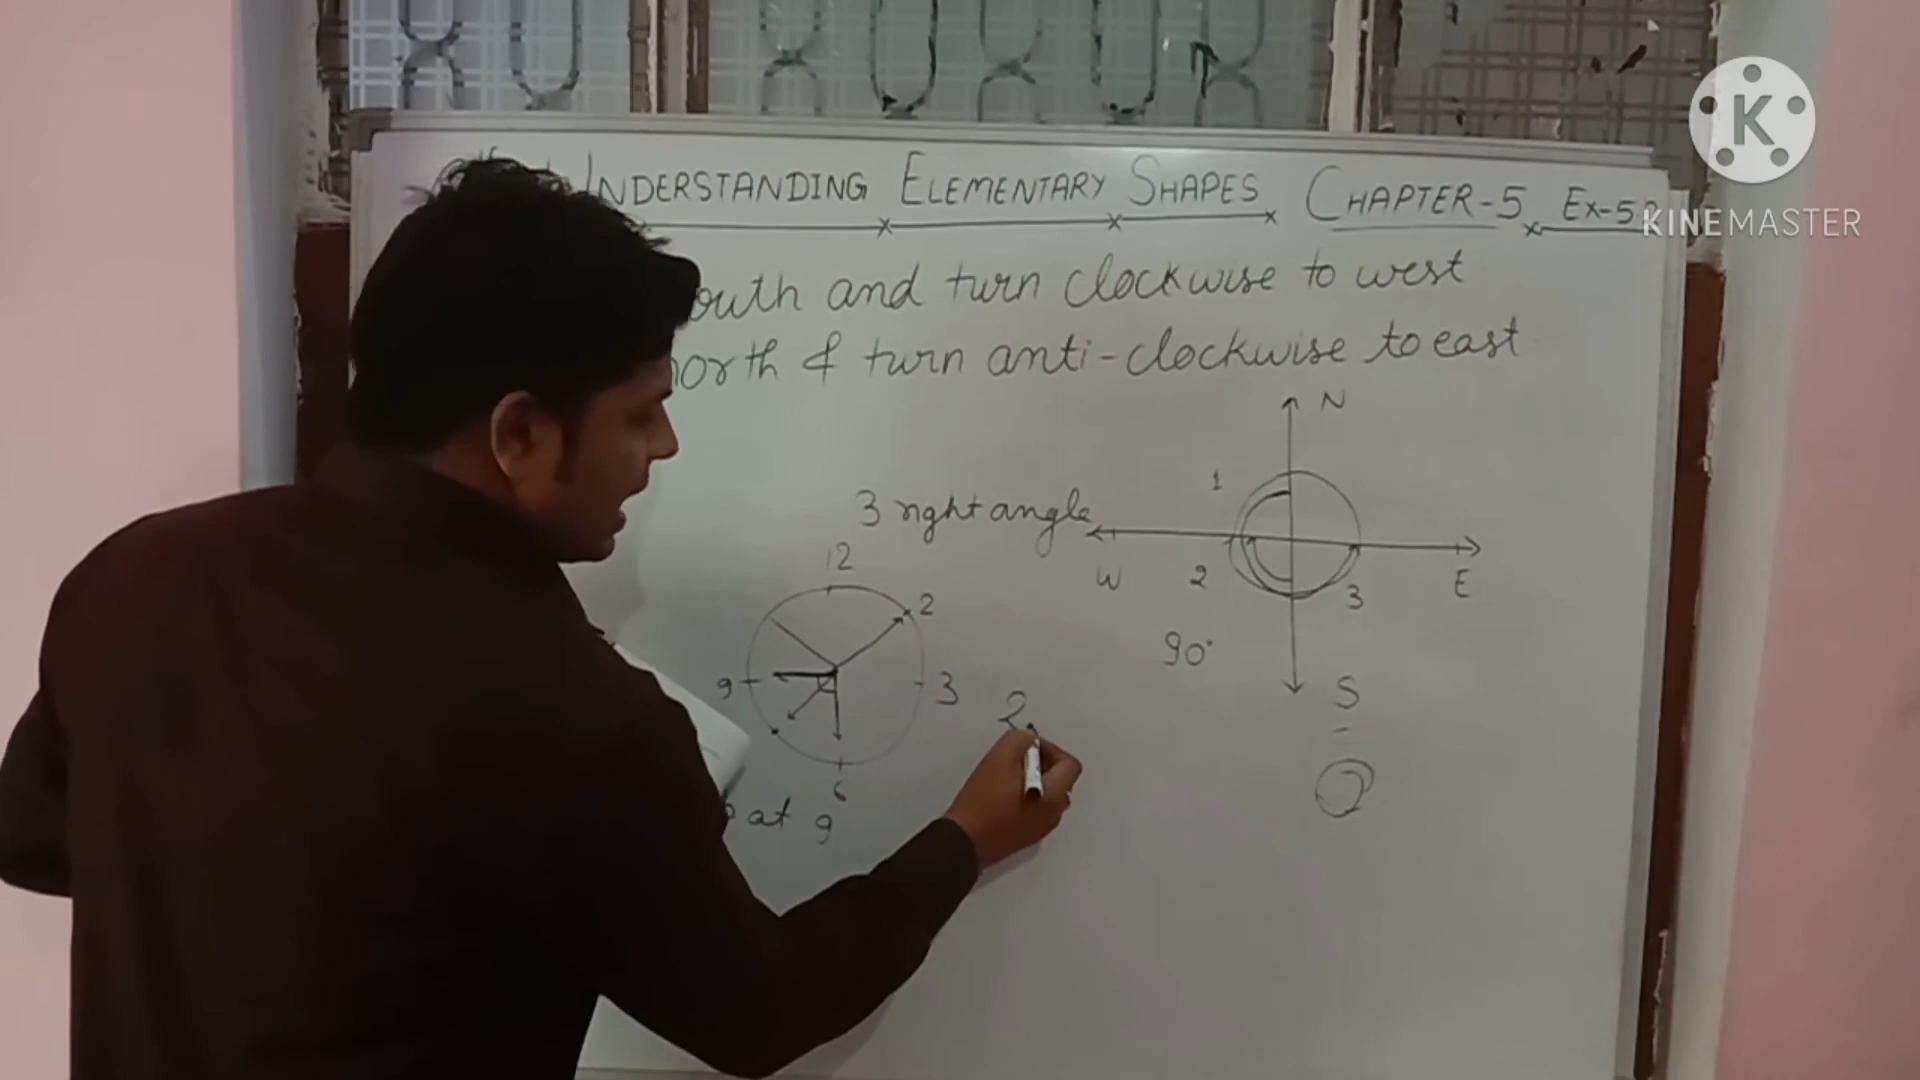 UNDERSTANDING ELEMENTARY SHAPES CHAPTER-5 Ex-5.2
KINEMASTER
K
outh and turn clockwise to west
north & turn anti-clockwise to east
N
1
3 right angle
12
W 2 3 E
2
90°
9 3
2
S
6
at 9